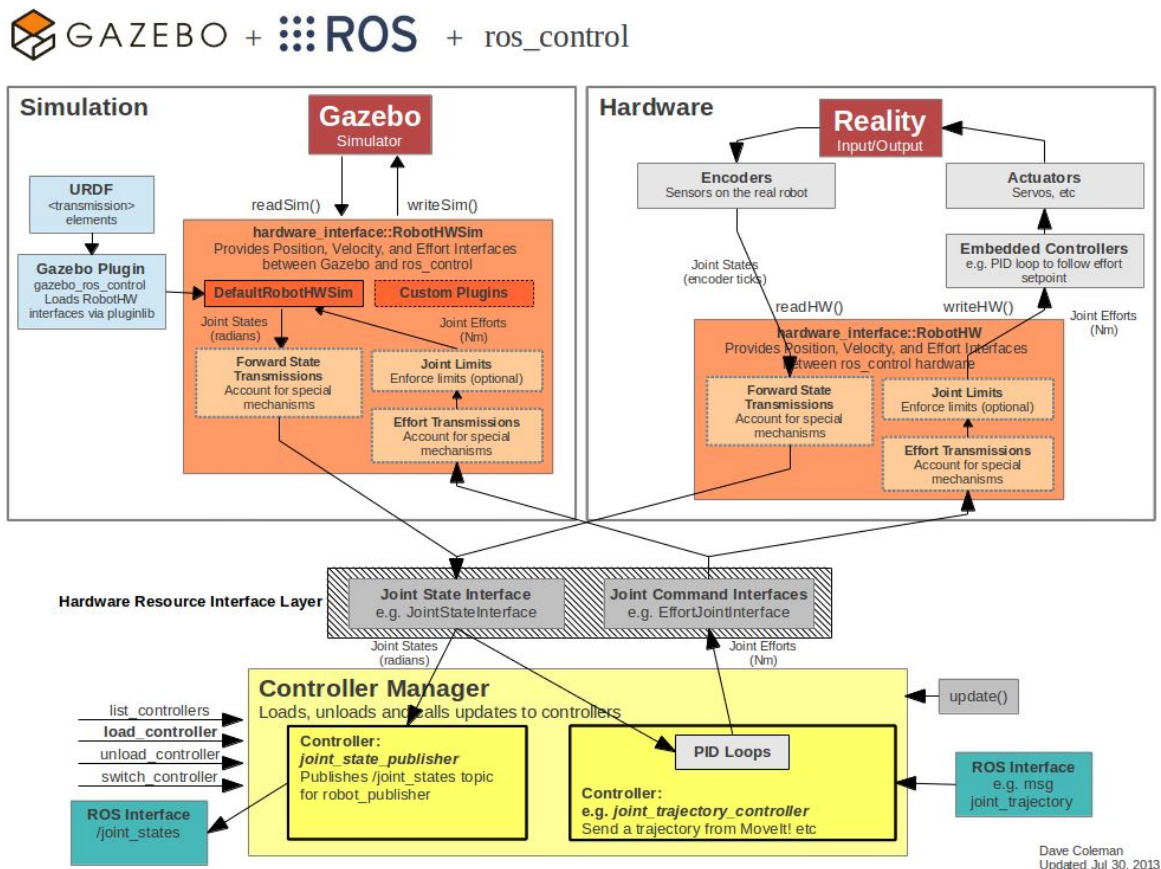 GAZEBO + ROS + ros_control
Simulation
Gazebo
Simulator
URDF
<transmission>
elements
readSim()
writeSim()
Gazebo Plugin
gazebo_ros_control
Loads RobotHW
interfaces via pluginlib
hardware_interface::RobotHWSim
Provides Position, Velocity, and Effort Interfaces
between Gazebo and ros_control
DefaultRobotHWSim
Custom Plugins
Joint States
(radians)
Joint Efforts
(Nm)
Forward State
Transmissions
Account for special
mechanisms
Joint Limits
Enforce limits (optional)
Effort Transmissions
Account for special
mechanisms
Hardware
Reality
Input/Output
Encoders
Sensors on the real robot
Actuators
Servos, etc
Embedded Controllers
e.g. PID loop to follow effort
setpoint
Joint States
(encoder ticks)
readHW()
writeHW()
Joint Efforts
(Nm)
hardware_interface::RobotHW
Provides Position, Velocity, and Effort Interfaces
between ros_control hardware
Forward State
Transmissions
Account for special
mechanisms
Joint Limits
Enforce limits (optional)
Effort Transmissions
Account for special
mechanisms
Hardware Resource Interface Layer
Joint State Interface
e.g. JointStateInterface
Joint Command Interfaces
e.g. EffortJointInterface
Joint States
(radians)
Joint Efforts
(Nm)
Controller Manager
Loads, unloads and calls updates to controllers
update()
list_controllers
load_controller
unload_controller
switch_controller
Controller:
joint_state_publisher
Publishes /joint_states topic
for robot_publisher
PID Loops
Controller:
e.g. joint_trajectory_controller
Send a trajectory from MoveIt! etc
ROS Interface
e.g. msg
joint_trajectory
ROS Interface
/joint_states
Dave Coleman
Updated Jul 30, 2013